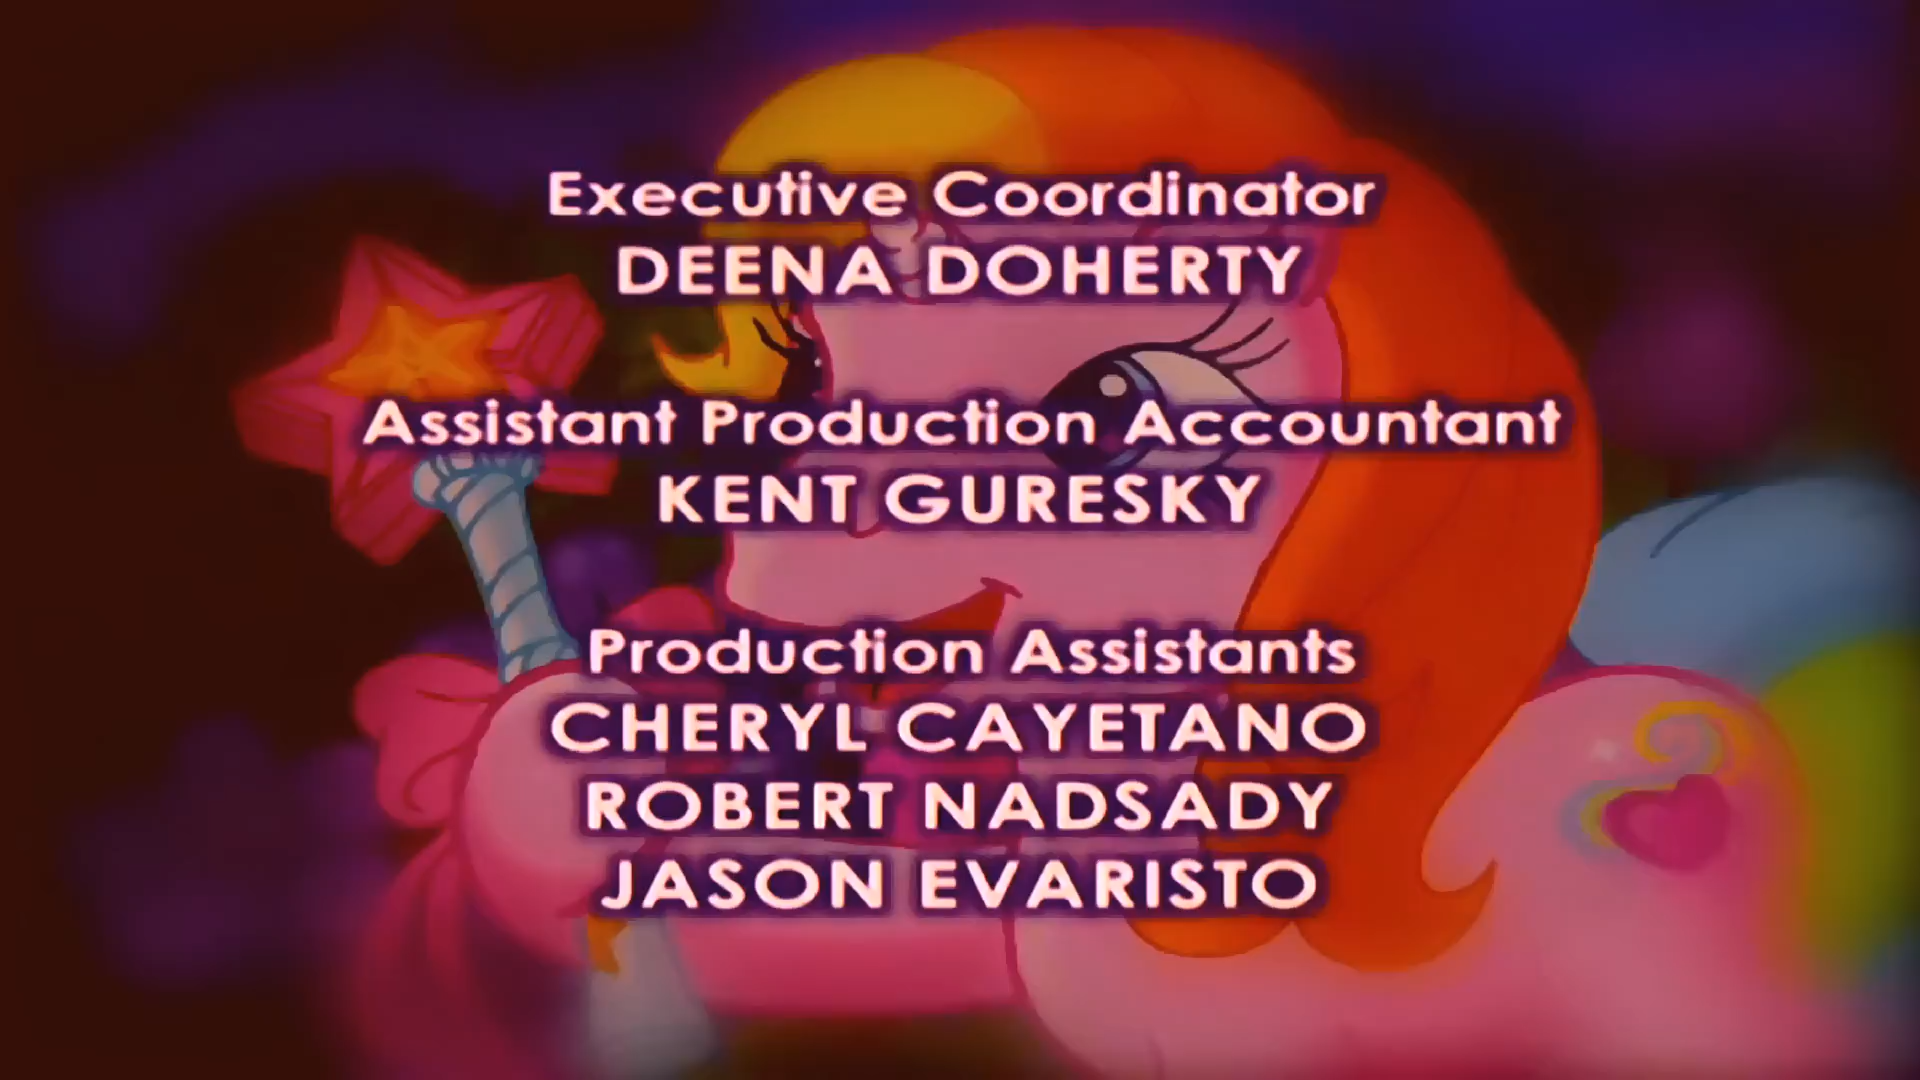 Executive Coordinator
DEENA DOHERTY
Assistant Production Accountant
KENT GURESKY
Production Assistants
CHERYL CAYETANO
ROBERT NADSADY
JASON EVARISTO